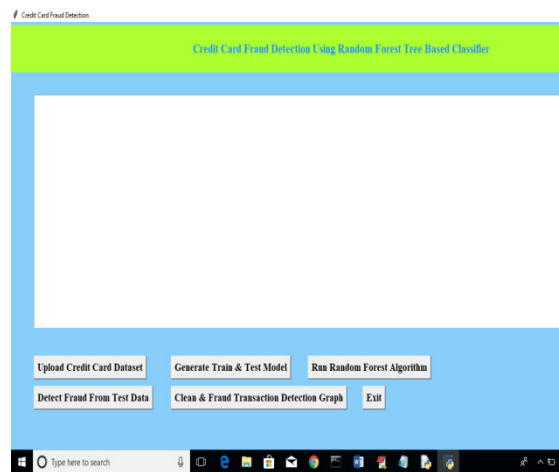 Credit Card Fraud Detection
Credit Card Fraud Detection Using Random Forest Tree Based Classifier
Upload Credit Card Dataset Generate Train & Test Model Run Random Forest Algorithm
Detect Fraud From Test Data Clean & Fraud Transaction Detection Graph Exit
Type here to search